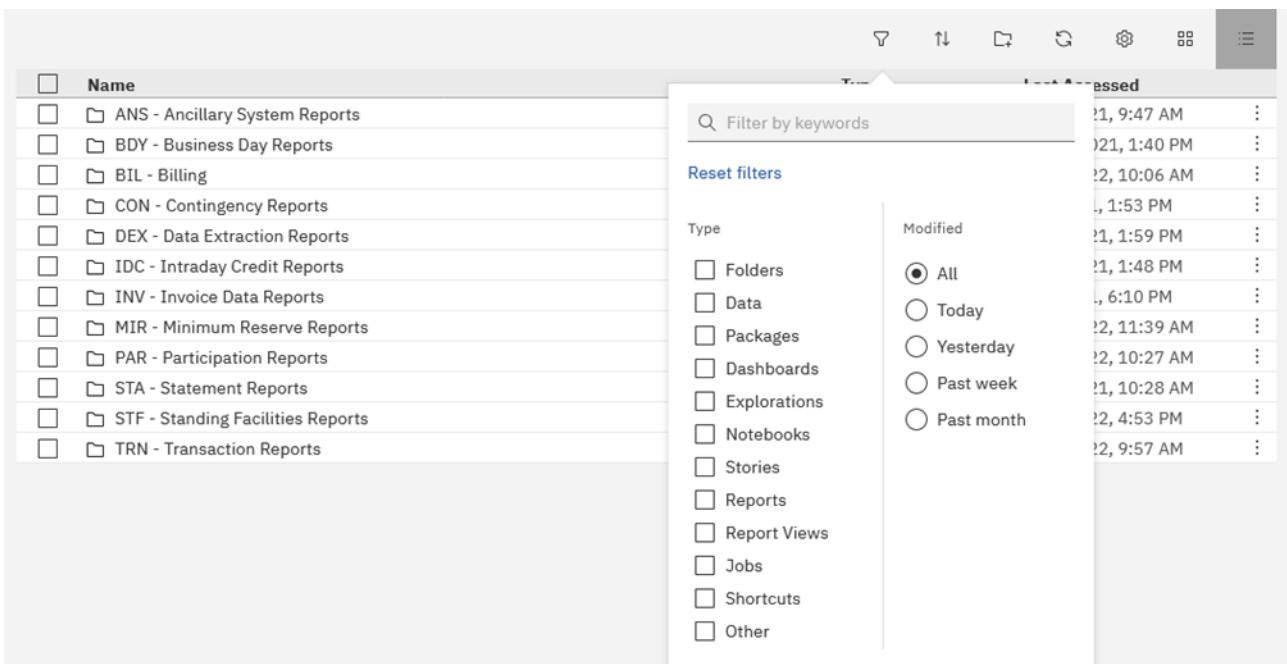 Name
ANS - Ancillary System Reports 21, 9:47 AM
BDY - Business Day Reports 021, 1:40 PM
BIL - Billing 22, 10:06 AM
CON - Contingency Reports 1:53 PM
DEX - Data Extraction Reports 21, 1:59 PM
IDC - Intraday Credit Reports 21, 1:48 PM
INV - Invoice Data Reports 6:10 PM
MIR - Minimum Reserve Reports 22, 11:39 AM
PAR - Participation Reports 22, 10:27 AM
STA - Statement Reports 21, 10:28 AM
STF - Standing Facilities Reports 22, 4:53 PM
TRN - Transaction Reports 22, 9:57 AM
Filter by keywords
Reset filters
Type
Folders
Data
Packages
Dashboards
Explorations
Notebooks
Stories
Reports
Report Views
Jobs
Shortcuts
Other
Modified
All
Today
Yesterday
Past week
Past month